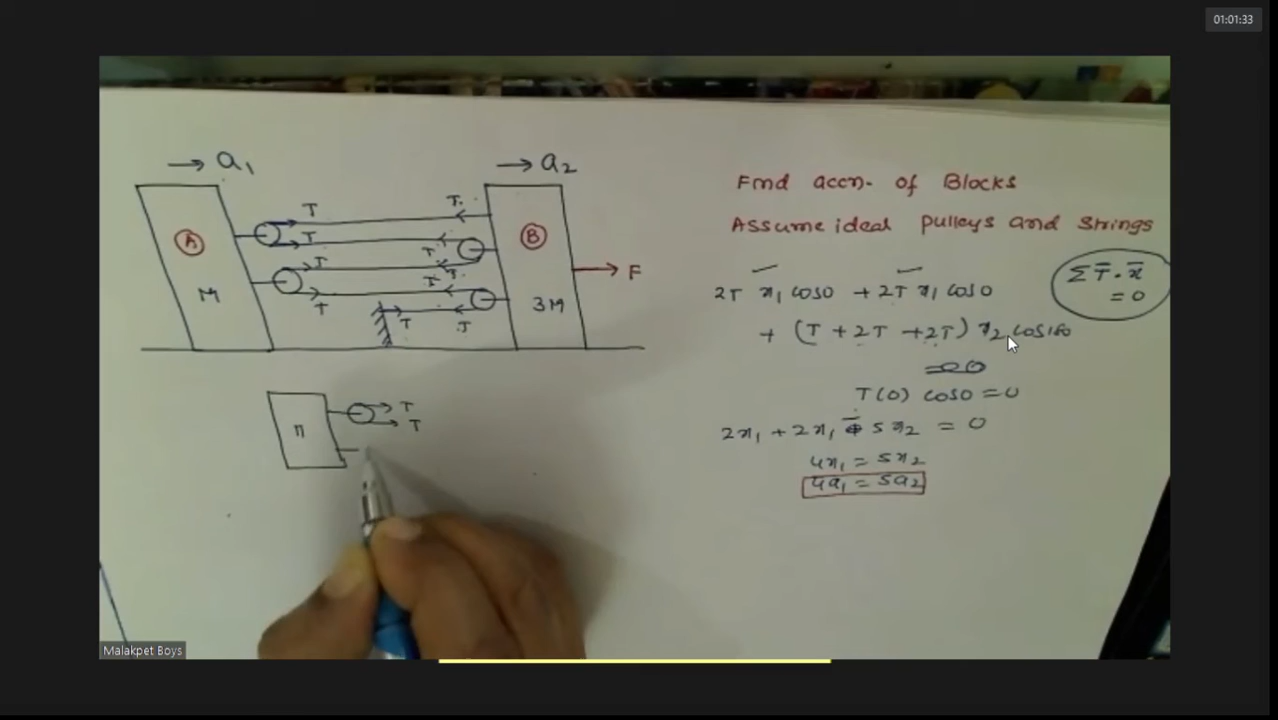 01:01:33
→ a1
→ a2
T
T.
T
T
T
T.
T
T
T
T
A
B
M
3M
F
M
T
T
Find accn. of Blocks
Assume ideal pulleys and strings
2T x1 cos0 + 2T x1 cos0
+ (T + 2T + 2T) x2 cos180
= 0
ΣT̄·x̄
= 0
T(0) cos0 = 0
2x1 + 2x1 - 5x2 = 0
4x1 = 5x2
4a1 = 5a2
Malakpet Boys